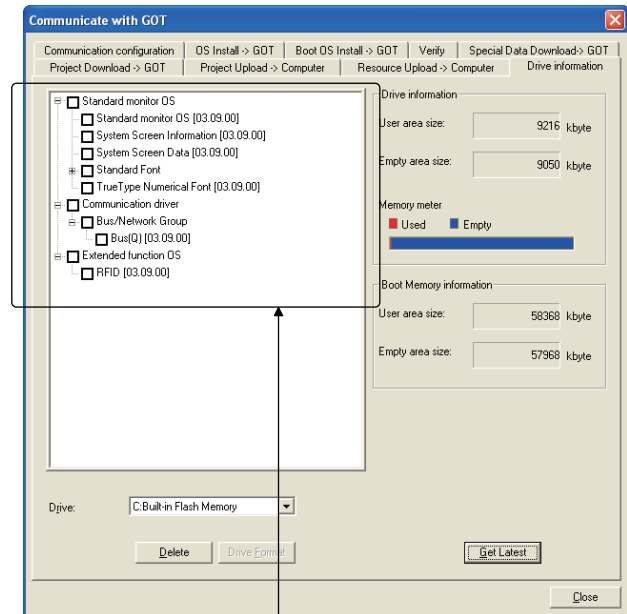 Communicate with GOT
Communication configuration OS Install -> GOT Boot OS Install -> GOT Verify Special Data Download-> GOT
Project Download -> GOT Project Upload -> Computer Resource Upload -> Computer Drive information
Standard monitor OS
Standard monitor OS [03.09.00]
System Screen Information [03.09.00]
System Screen Data [03.09.00]
Standard Font
TrueType Numerical Font [03.09.00]
Communication driver
Bus/Network Group
Bus(Q) [03.09.00]
Extended function OS
RFID [03.09.00]
Drive information
User area size: 9216 kbyte
Empty area size: 9050 kbyte
Memory meter
Used Empty
Boot Memory information
User area size: 58368 kbyte
Empty area size: 57968 kbyte
Drive: C:Built-in Flash Memory
Delete Drive Format Get Latest
Close